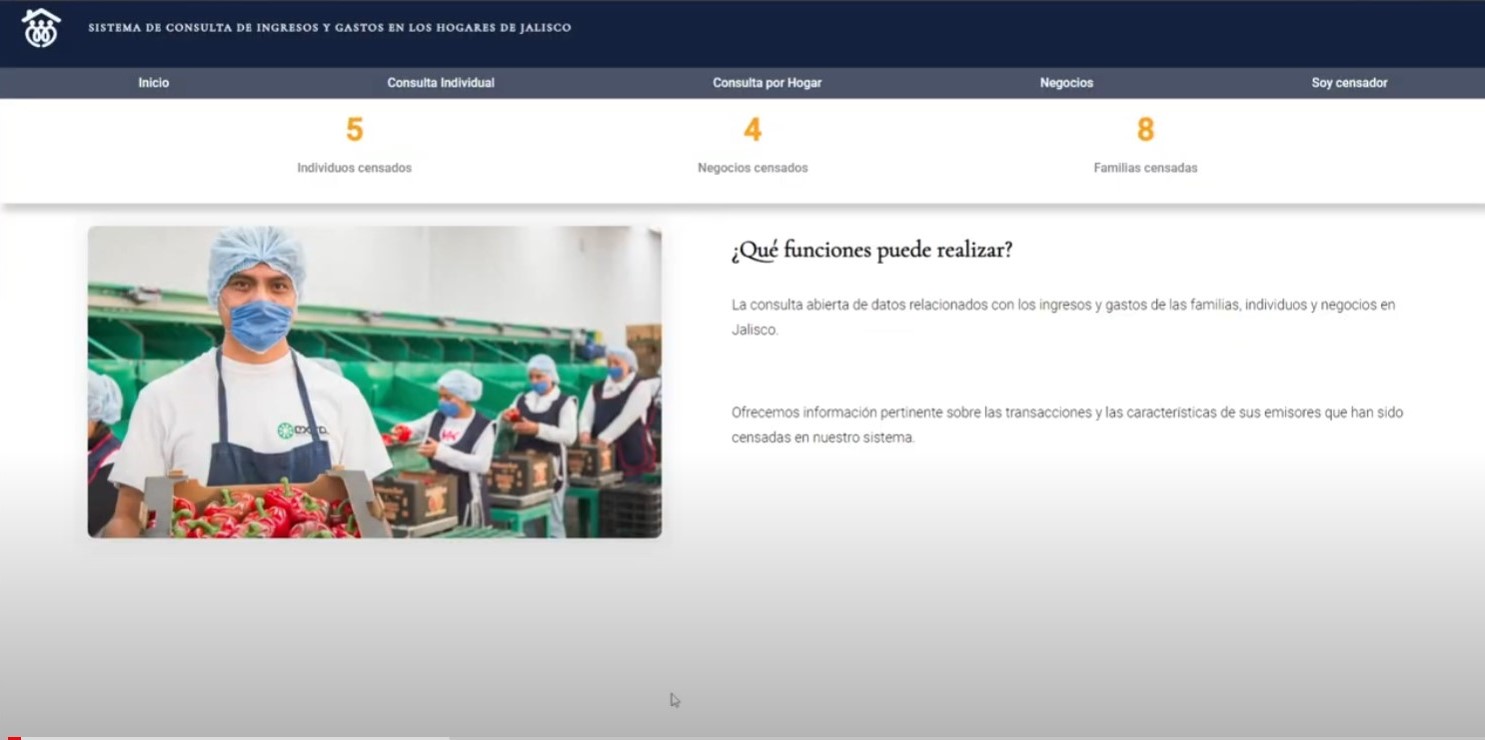 SISTEMA DE CONSULTA DE INGRESOS Y GASTOS EN LOS HOGARES DE JALISCO
Inicio
Consulta Individual
Consulta por Hogar
Negocios
Soy censador
5
4
8
Individuos censados
Negocios censados
Familias censadas
¿Qué funciones puede realizar?
La consulta abierta de datos relacionados con los ingresos y gastos de las familias, individuos y negocios en
Jalisco.
Ofrecemos información pertinente sobre las transacciones y las características de sus emisores que han sido
censadas en nuestro sistema.